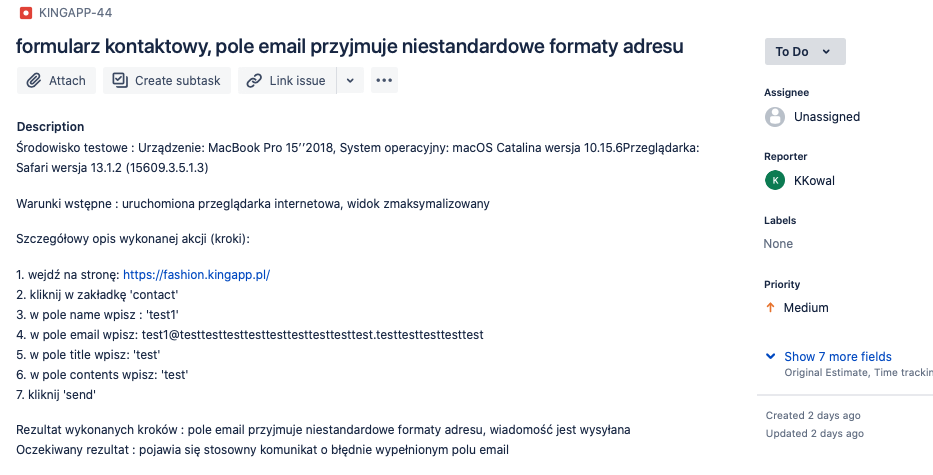 KINGAPP-44
formularz kontaktowy, pole email przyjmuje niestandardowe formaty adresu
Attach
Create subtask
Link issue
Description
Środowisko testowe : Urządzenie: MacBook Pro 15’’2018, System operacyjny: macOS Catalina wersja 10.15.6Przeglądarka:
Safari wersja 13.1.2 (15609.3.5.1.3)
Warunki wstępne : uruchomiona przeglądarka internetowa, widok zmaksymalizowany
Szczegółowy opis wykonanej akcji (kroki):
1. wejdź na stronę: https://fashion.kingapp.pl/
2. kliknij w zakładkę 'contact'
3. w pole name wpisz : 'test1'
4. w pole email wpisz: test1@testtesttesttesttesttesttesttesttest.testtesttesttesttest
5. w pole title wpisz: 'test'
6. w pole contents wpisz: 'test'
7. kliknij 'send'
Rezultat wykonanych kroków : pole email przyjmuje niestandardowe formaty adresu, wiadomość jest wysyłana
Oczekiwany rezultat : pojawia się stosowny komunikat o błędnie wypełnionym polu email
To Do
Assignee
Unassigned
Reporter
K
KKowal
Labels
None
Priority
Medium
Show 7 more fields
Original Estimate, Time trackin
Created 2 days ago
Updated 2 days ago